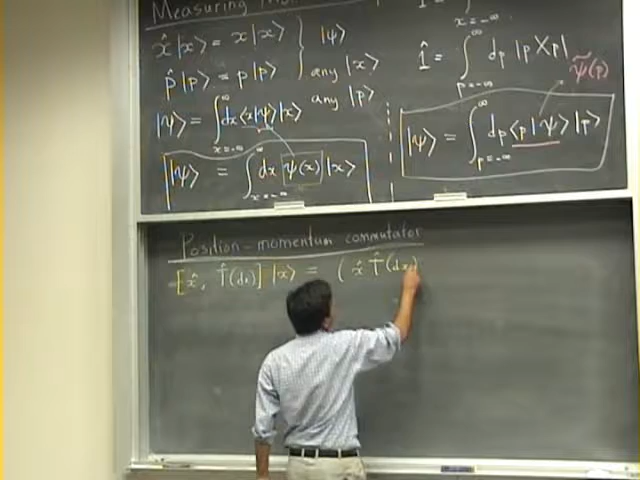 Measuring
x̂|x⟩ = x|x⟩ } |ψ⟩
p̂|p⟩ = p|p⟩ any |x⟩
any |p⟩
|ψ⟩ = ∫_{x=-∞}^{∞} dx⟨x|ψ⟩|x⟩
|ψ⟩ = ∫_{x=-∞}^{∞} dx ψ(x)|x⟩
x=-∞
1̂ = ∫_{p=-∞}^{∞} dp |p⟩⟨p|
ψ̃(p)
|ψ⟩ = ∫_{p=-∞}^{∞} dp⟨p|ψ⟩|p⟩
Position-momentum commutator
[x̂, T̂(dx)]|x⟩ = (x̂ T̂(dx)